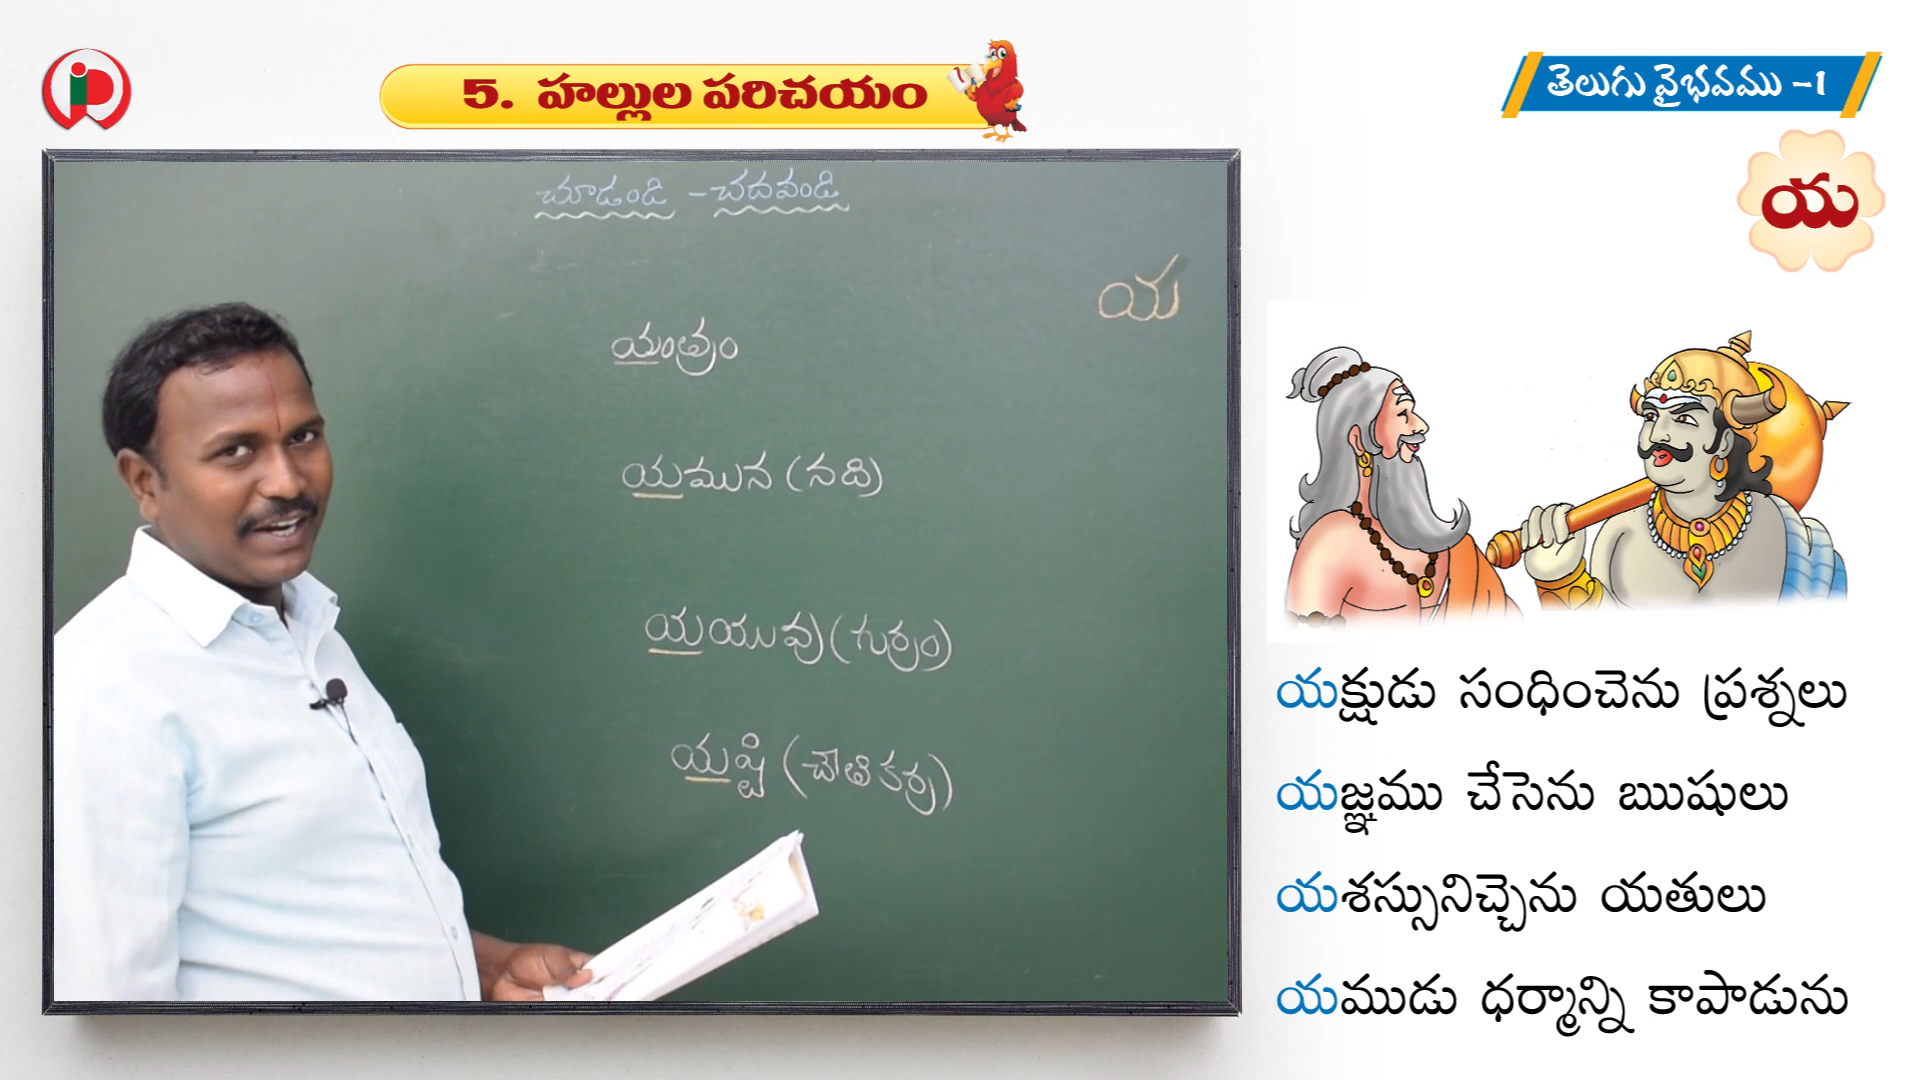 5. హల్లుల పరిచయం
తెలుగు వైభవము -1
య
చూడండి - చదవండి
య
యంత్రం
యమున (నది)
యయువు (గుర్రం)
యష్టి (చేతికర్ర)
యక్షుడు సంధించెను ప్రశ్నలు
యజ్ఞము చేసెను ఋషులు
యశస్సునిచ్చెను యతులు
యముడు ధర్మాన్ని కాపాడును